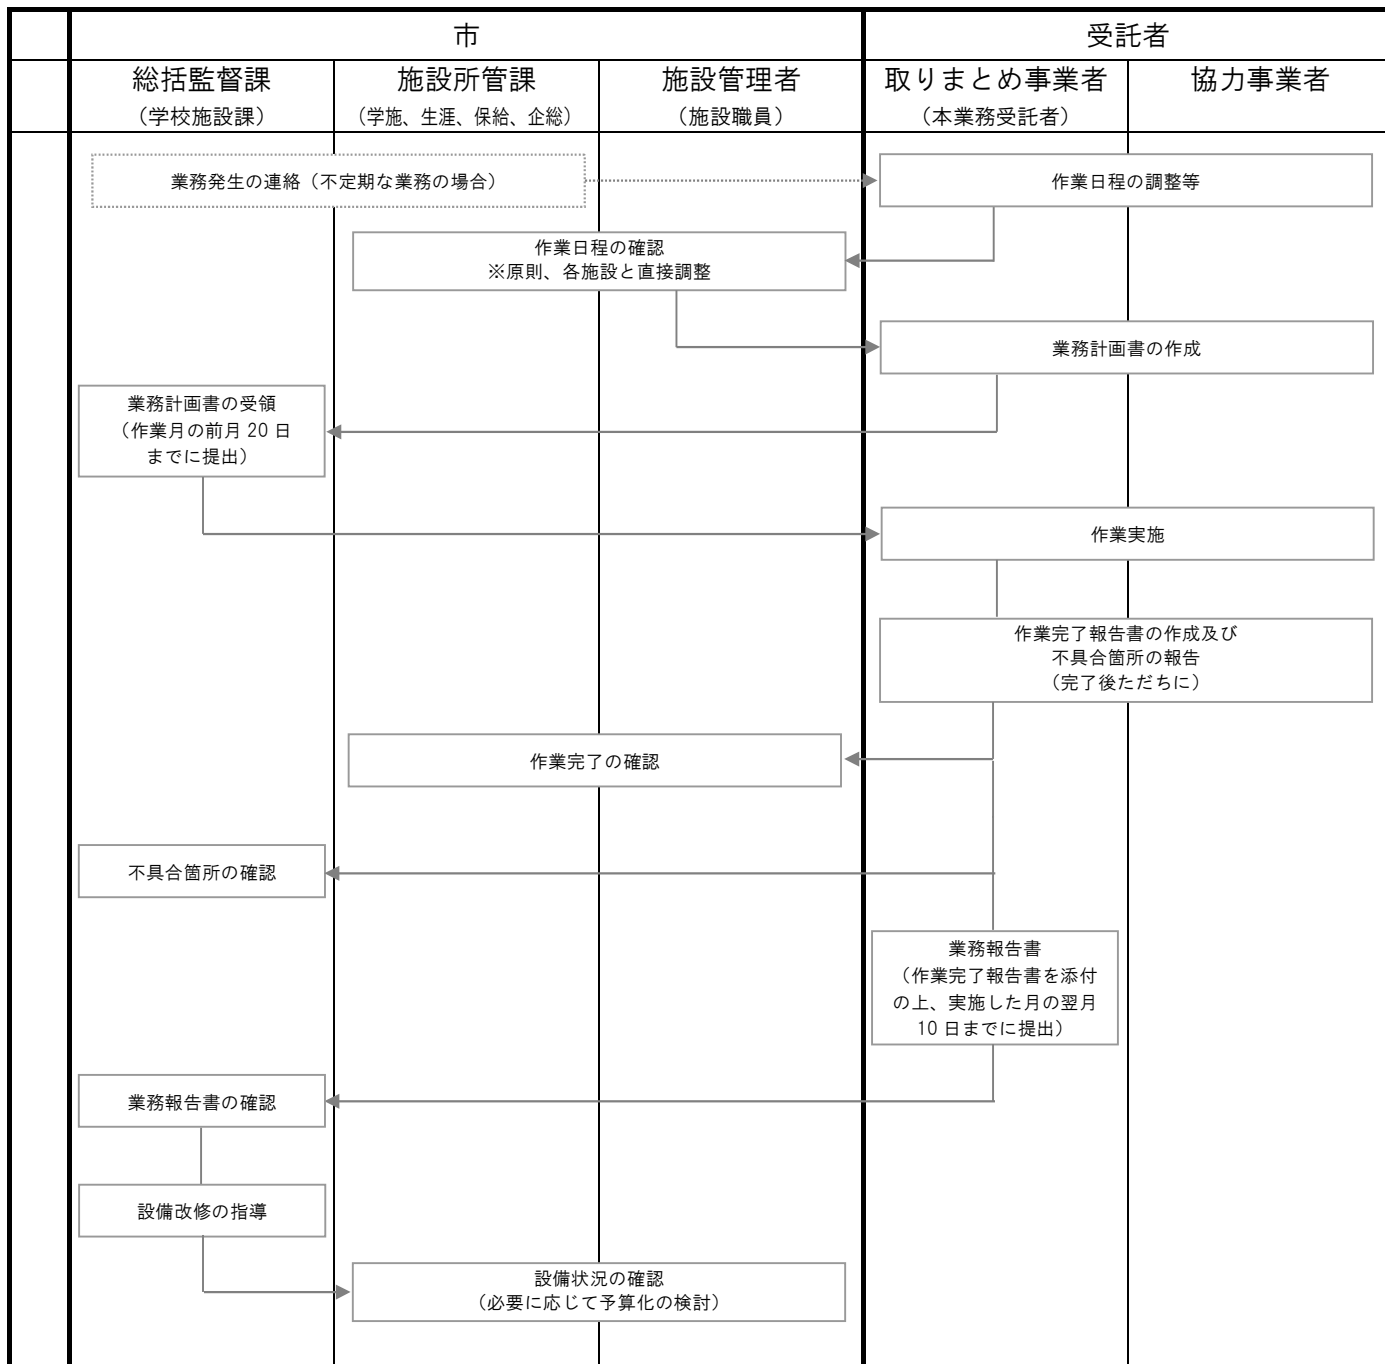 市
受託者
総括監督課
（学校施設課）
施設所管課
（学施、生涯、保給、企総）
施設管理者
（施設職員）
取りまとめ事業者
（本業務受託者）
協力事業者
業務発生の連絡（不定期な業務の場合）
作業日程の調整等
作業日程の確認
※原則、各施設と直接調整
業務計画書の作成
業務計画書の受領
（作業月の前月 20 日
までに提出）
作業実施
作業完了報告書の作成及び
不具合箇所の報告
（完了後ただちに）
作業完了の確認
不具合箇所の確認
業務報告書
（作業完了報告書を添付
の上、実施した月の翌月
10 日までに提出）
業務報告書の確認
設備改修の指導
設備状況の確認
（必要に応じて予算化の検討）